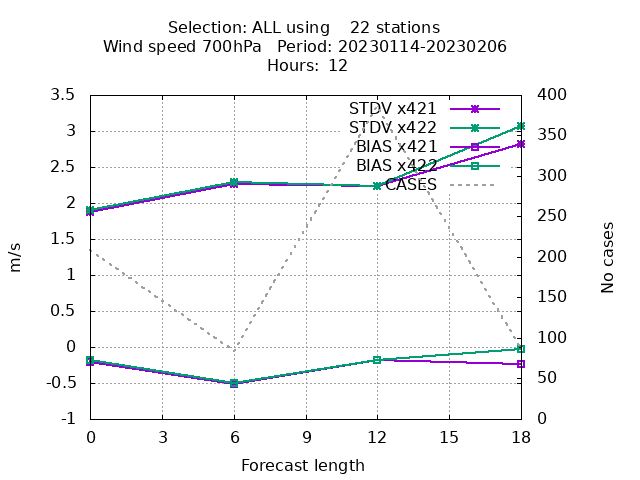 Selection: ALL using    22 stations
Wind speed 700hPa   Period: 20230114-20230206
Hours:  12
STDV x421
STDV x422
BIAS x421
BIAS x422
CASES
3.5
3
2.5
2
1.5
1
0.5
0
-0.5
-1
m/s
400
350
300
250
200
150
100
50
0
No cases
0 3 6 9 12 15 18
Forecast length